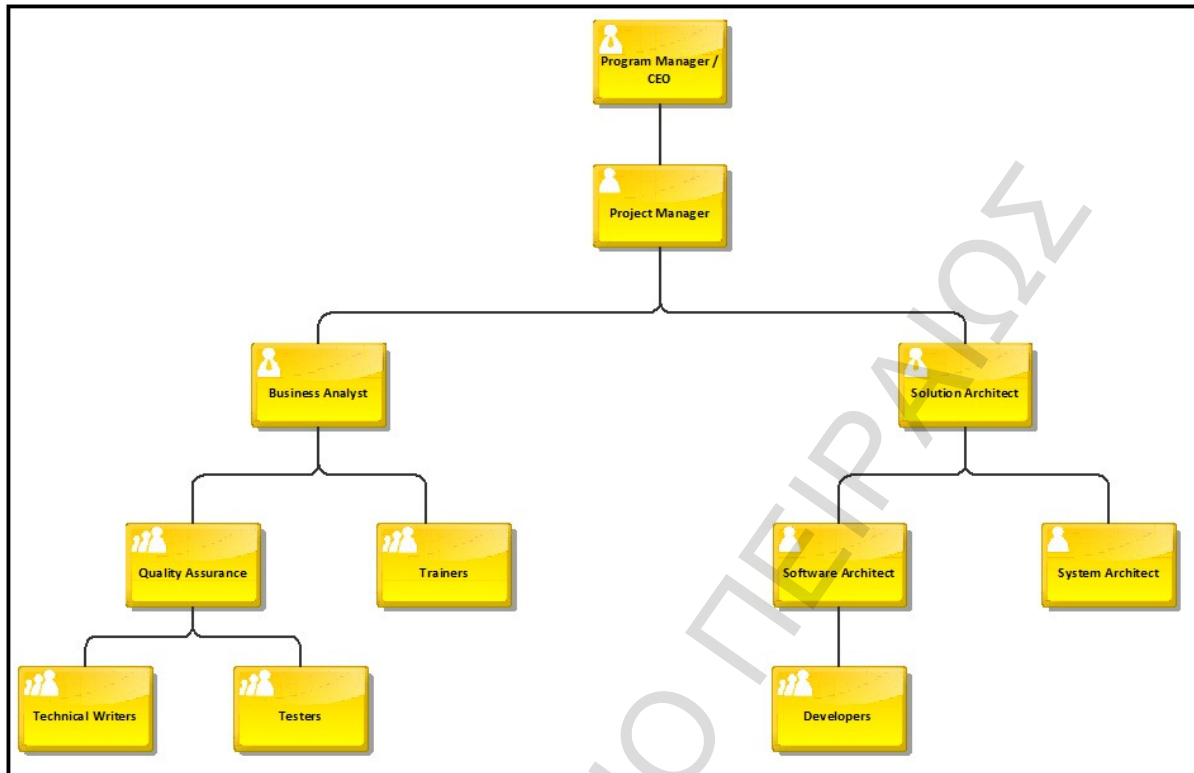 Program Manager /
CEO
Project Manager
Business Analyst
Solution Architect
Quality Assurance
Trainers
Software Architect
System Architect
Technical Writers
Testers
Developers
ΠΕΙΡΑΙΩΣ